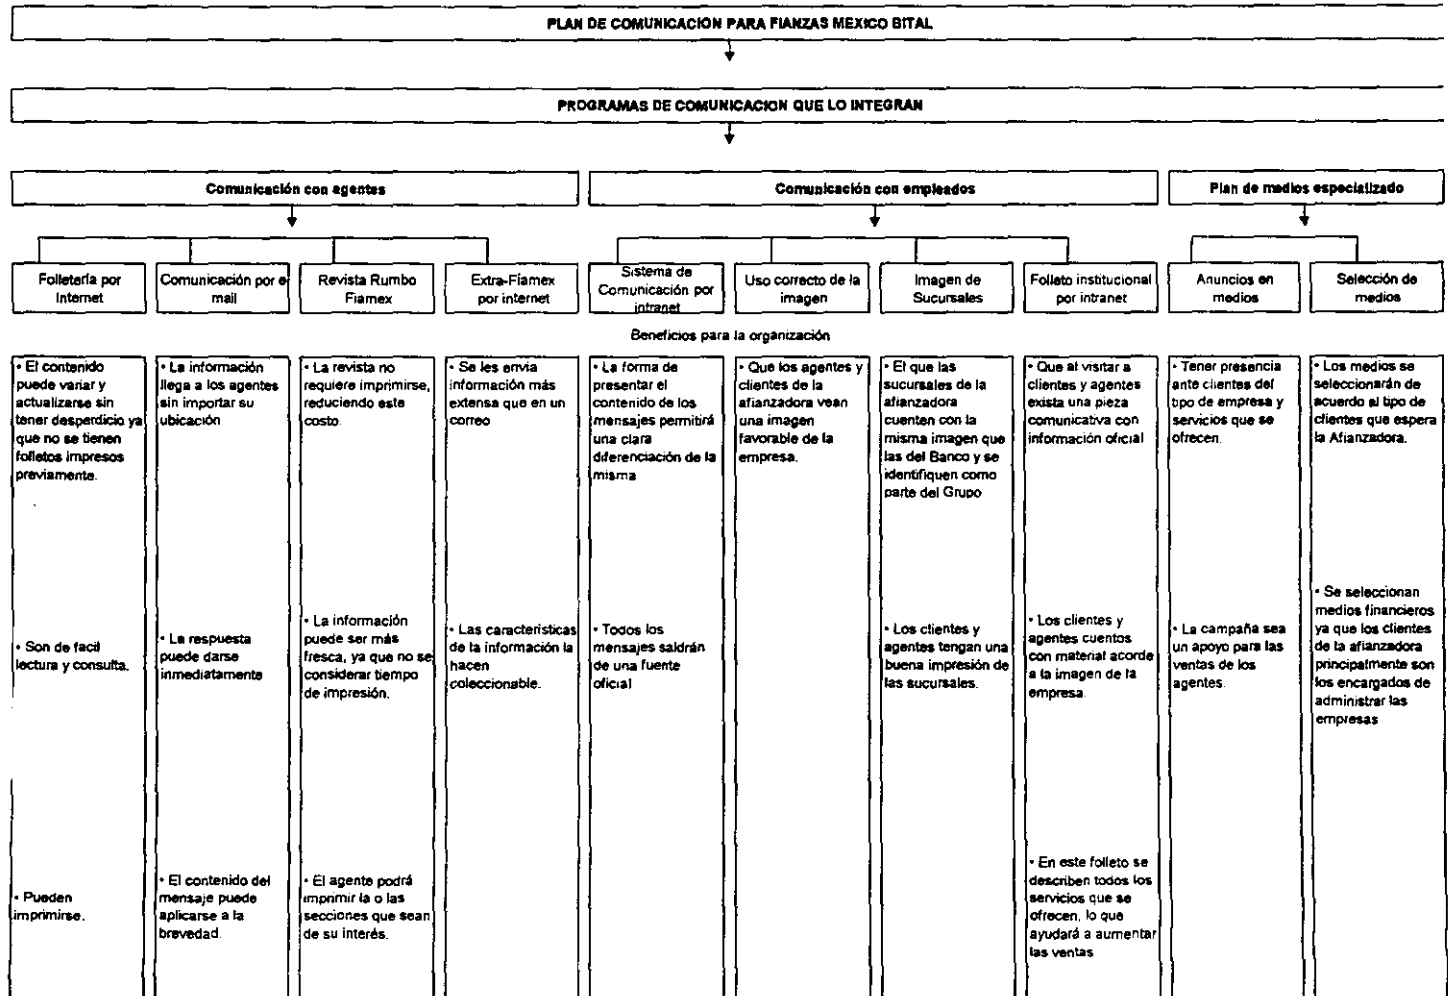 PLAN DE COMUNICACION PARA FIANZAS MEXICO BITAL
PROGRAMAS DE COMUNICACION QUE LO INTEGRAN
Comunicación con agentes
Comunicación con empleados
Plan de medios especializado
Folletería por
Internet
Comunicación por e-
mail
Revista Rumbo
Fiamex
Extra-Fiamex
por internet
Sistema de
Comunicación por
intranet
Uso correcto de la
imagen
Imagen de
Sucursales
Folleto institucional
por intranet
Anuncios en
medios
Selección de
medios
Beneficios para la organización
• El contenido
puede variar y
actualizarse sin
tener desperdicio ya
que no se tienen
folletos impresos
previamente.
• Son de facil
lectura y consulta.
• Pueden
imprimirse.
• La información
llega a los agentes
sin importar su
ubicación
• La respuesta
puede darse
inmediatamente
• El contenido del
mensaje puede
aplicarse a la
brevedad.
• La revista no
requiere imprimirse,
reduciendo este
costo.
• La información
puede ser más
fresca, ya que no se
considerar tiempo
de impresión.
• El agente podrá
imprimir la o las
secciones que sean
de su interés.
• Se les envia
información más
extensa que en un
correo
• Las características
de la información la
hacen
coleccionable.
• La forma de
presentar el
contenido de los
mensajes permitirá
una clara
diferenciación de la
misma
• Todos los
mensajes saldrán
de una fuente
oficial
• Que los agentes y
clientes de la
afianzadora vean
una imagen
favorable de la
empresa.
• El que las
sucursales de la
afianzadora
cuenten con la
misma imagen que
las del Banco y se
identifiquen como
parte del Grupo
• Los clientes y
agentes tengan una
buena impresión de
las sucursales.
• Que al visitar a
clientes y agentes
exista una pieza
comunicativa con
información oficial
• Los clientes y
agentes cuentos
con material acorde
a la imagen de la
empresa.
• En este folleto se
describen todos los
servicios que se
ofrecen, lo que
ayudará a aumentar
las ventas
• Tener presencia
ante clientes del
tipo de empresa y
servicios que se
ofrecen.
• La campaña sea
un apoyo para las
ventas de los
agentes.
• Los medios se
seleccionarán de
acuerdo al tipo de
clientes que espera
la Afianzadora.
• Se seleccionan
medios financieros
ya que los clientes
de la afianzadora
principalmente son
los encargados de
administrar las
empresas